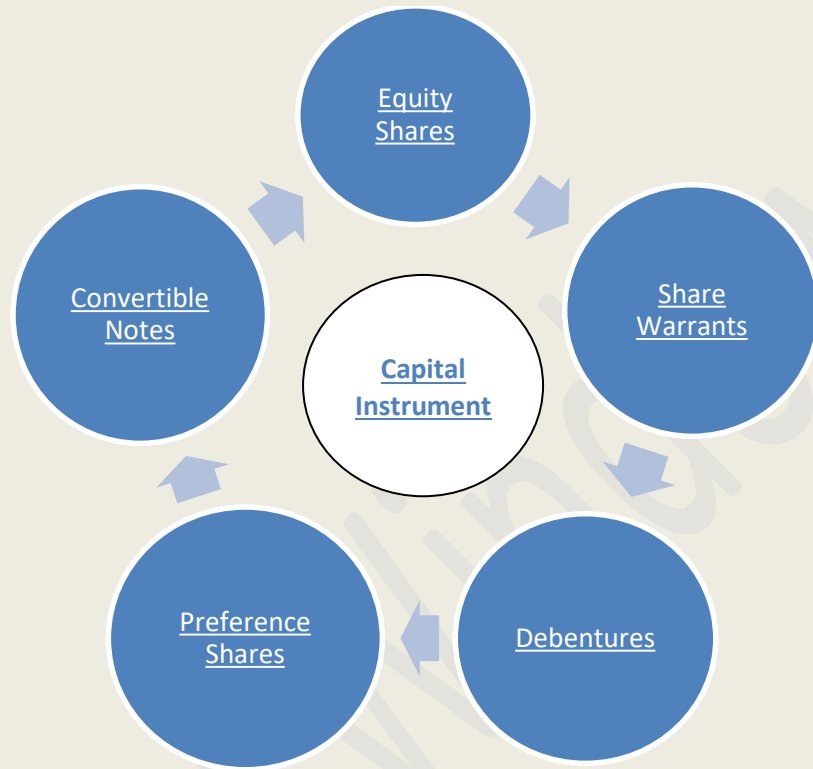 Equity
Shares
Share
Warrants
Debentures
Preference
Shares
Convertible
Notes
Capital
Instrument